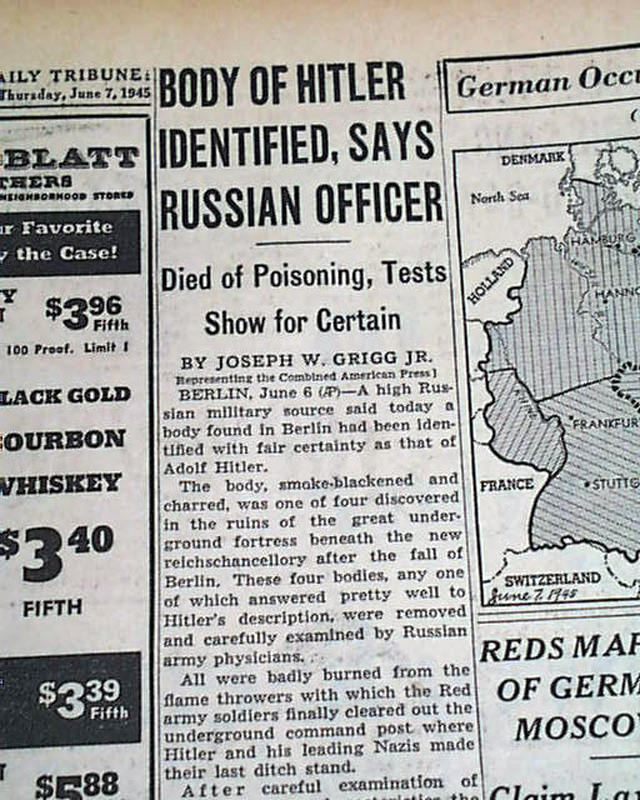 DAILY TRIBUNE:
Thursday, June 7, 1945
BLATT
THERS
NEIGHBORHOOD STORES
Favorite
the Case!
$3.96
Fifth
100 Proof. Limit 1
BLACK GOLD
BOURBON
WHISKEY
$3.40
FIFTH
$3.39
Fifth
$5.88
BODY OF HITLER
IDENTIFIED, SAYS
RUSSIAN OFFICER
Died of Poisoning, Tests
Show for Certain
BY JOSEPH W. GRIGG JR.
[Representing the Combined American Press]
BERLIN, June 6 (AP)—A high Rus-
sian military source said today a
body found in Berlin had been iden-
tified with fair certainty as that of
Adolf Hitler.
The body, smoke-blackened and
charred, was one of four discovered
in the ruins of the great under-
ground fortress beneath the new
reichschancellory after the fall of
Berlin. These four bodies, any one
of which answered pretty well to
Hitler's description, were removed
and carefully examined by Russian
army physicians.
All were badly burned from the
flame throwers with which the Red
army soldiers finally cleared out the
underground command post where
Hitler and his leading Nazis made
their last ditch stand.
After careful examination of
German Occu
DENMARK
North Sea
HAMBURG
HOLLAND
HANNO
FRANKFUR
FRANCE
STUTTG
SWITZERLAND
June 7, 1945
REDS MAP
OF GERM
MOSCO
Claim La